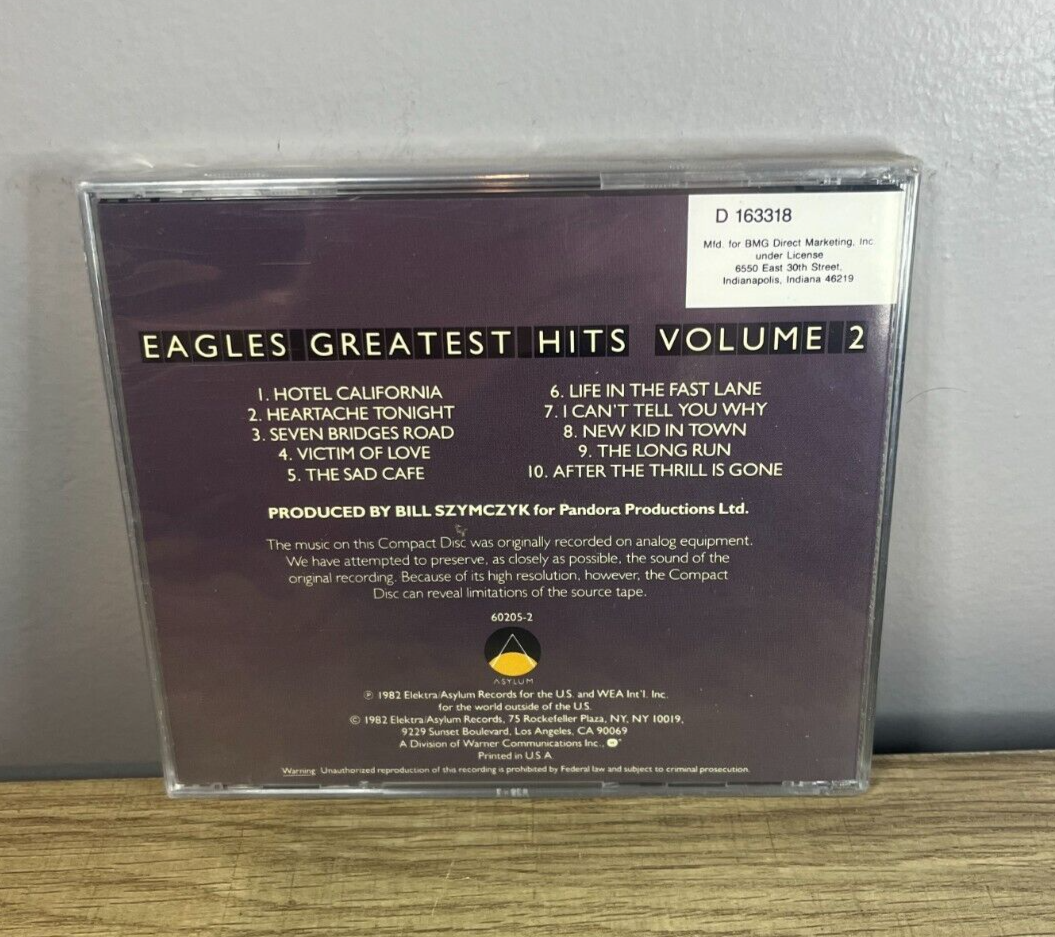 D 163318
Mfd. for BMG Direct Marketing, Inc.
under License
6550 East 30th Street,
Indianapolis, Indiana 46219
EAGLES GREATEST HITS VOLUME 2
1. HOTEL CALIFORNIA
2. HEARTACHE TONIGHT
3. SEVEN BRIDGES ROAD
4. VICTIM OF LOVE
5. THE SAD CAFE
6. LIFE IN THE FAST LANE
7. I CAN'T TELL YOU WHY
8. NEW KID IN TOWN
9. THE LONG RUN
10. AFTER THE THRILL IS GONE
PRODUCED BY BILL SZYMCZYK for Pandora Productions Ltd.
The music on this Compact Disc was originally recorded on analog equipment.
We have attempted to preserve, as closely as possible, the sound of the
original recording. Because of its high resolution, however, the Compact
Disc can reveal limitations of the source tape.
60205-2
ASYLUM
℗ 1982 Elektra/Asylum Records for the U.S. and WEA Int'l. Inc.
for the world outside of the U.S.
© 1982 Elektra/Asylum Records, 75 Rockefeller Plaza, NY, NY 10019,
9229 Sunset Boulevard, Los Angeles, CA 90069
A Division of Warner Communications Inc.,
Printed in U.S.A.
Warning: Unauthorized reproduction of this recording is prohibited by Federal law and subject to criminal prosecution.